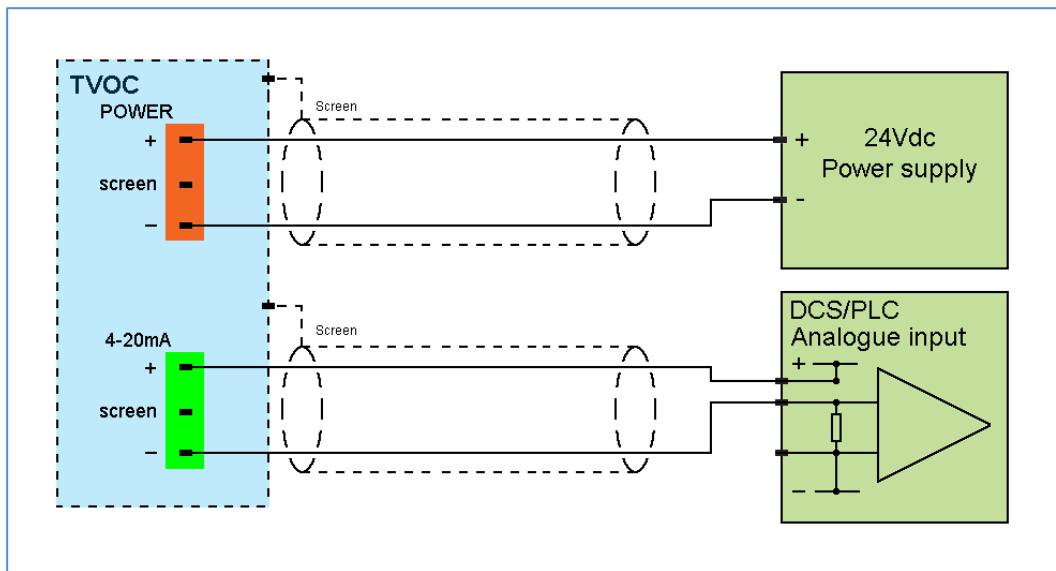 TVOC
POWER
+
screen
−
Screen
24Vdc
Power supply
+
-
4-20mA
+
screen
−
Screen
DCS/PLC
Analogue input
+
−